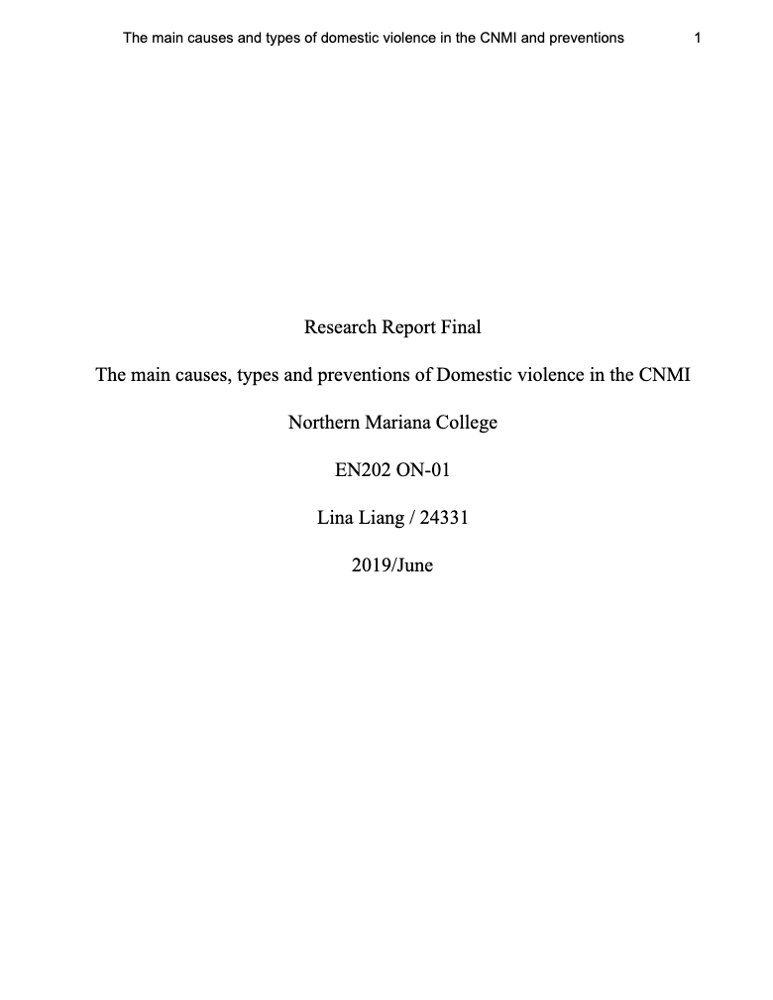 The main causes and types of domestic violence in the CNMI and preventions 1
Research Report Final
The main causes, types and preventions of Domestic violence in the CNMI
Northern Mariana College
EN202 ON-01
Lina Liang / 24331
2019/June